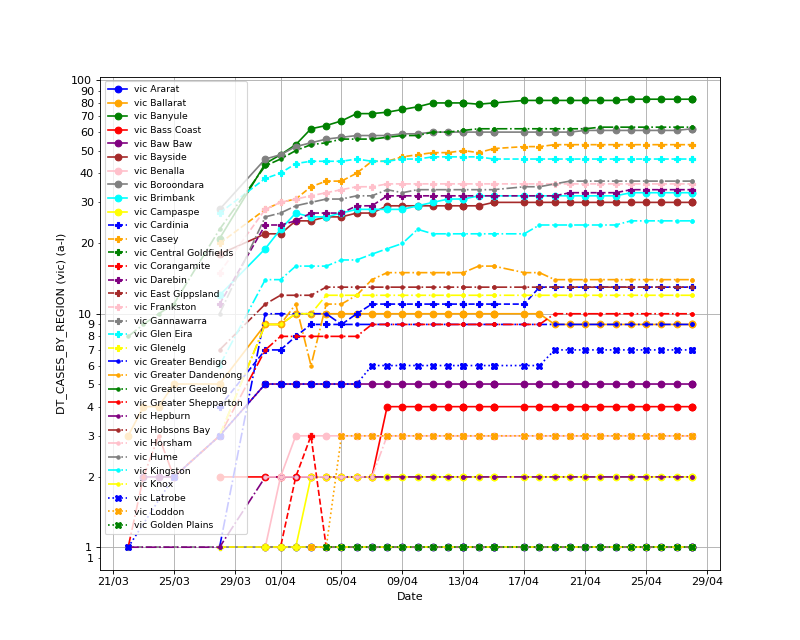 DT_CASES_BY_REGION (vic) (a-l)
100
90
80
70
60
50
40
30
20
10
9
8
7
6
5
4
3
2
1
1
vic Ararat
vic Ballarat
vic Banyule
vic Bass Coast
vic Baw Baw
vic Bayside
vic Benalla
vic Boroondara
vic Brimbank
vic Campaspe
vic Cardinia
vic Casey
vic Central Goldfields
vic Corangamite
vic Darebin
vic East Gippsland
vic Frankston
vic Gannawarra
vic Glen Eira
vic Glenelg
vic Greater Bendigo
vic Greater Dandenong
vic Greater Geelong
vic Greater Shepparton
vic Hepburn
vic Hobsons Bay
vic Horsham
vic Hume
vic Kingston
vic Knox
vic Latrobe
vic Loddon
vic Golden Plains
21/03 25/03 29/03 01/04 05/04 09/04 13/04 17/04 21/04 25/04 29/04
Date